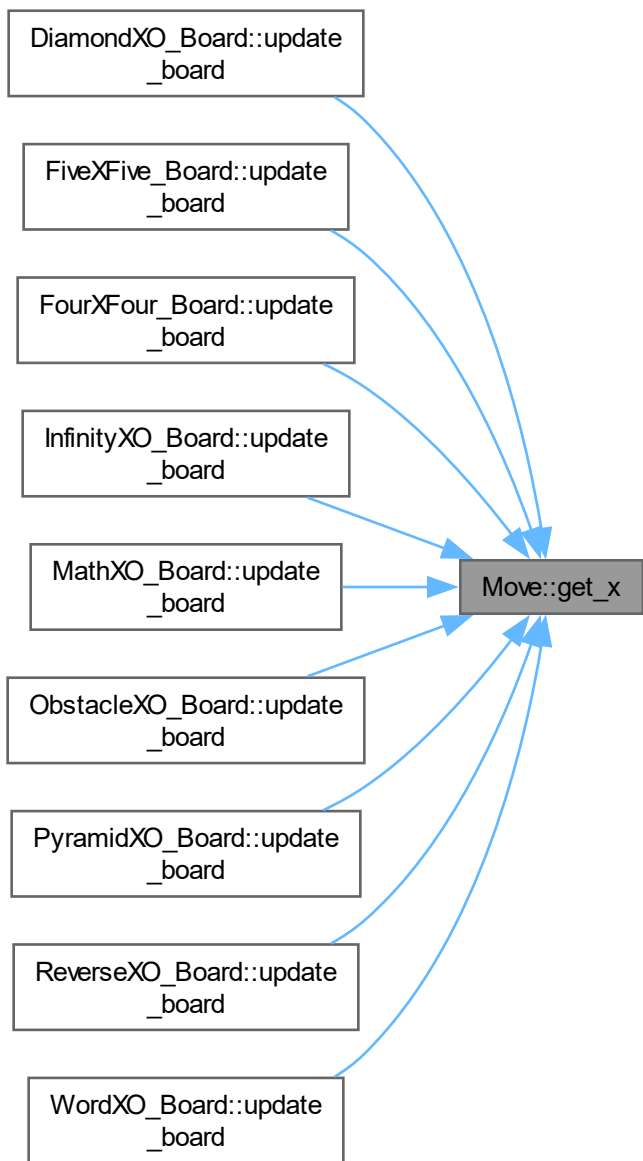 DiamondXO_Board::update
_board
FiveXFive_Board::update
_board
FourXFour_Board::update
_board
InfinityXO_Board::update
_board
MathXO_Board::update
_board
Move::get_x
ObstacleXO_Board::update
_board
PyramidXO_Board::update
_board
ReverseXO_Board::update
_board
WordXO_Board::update
_board